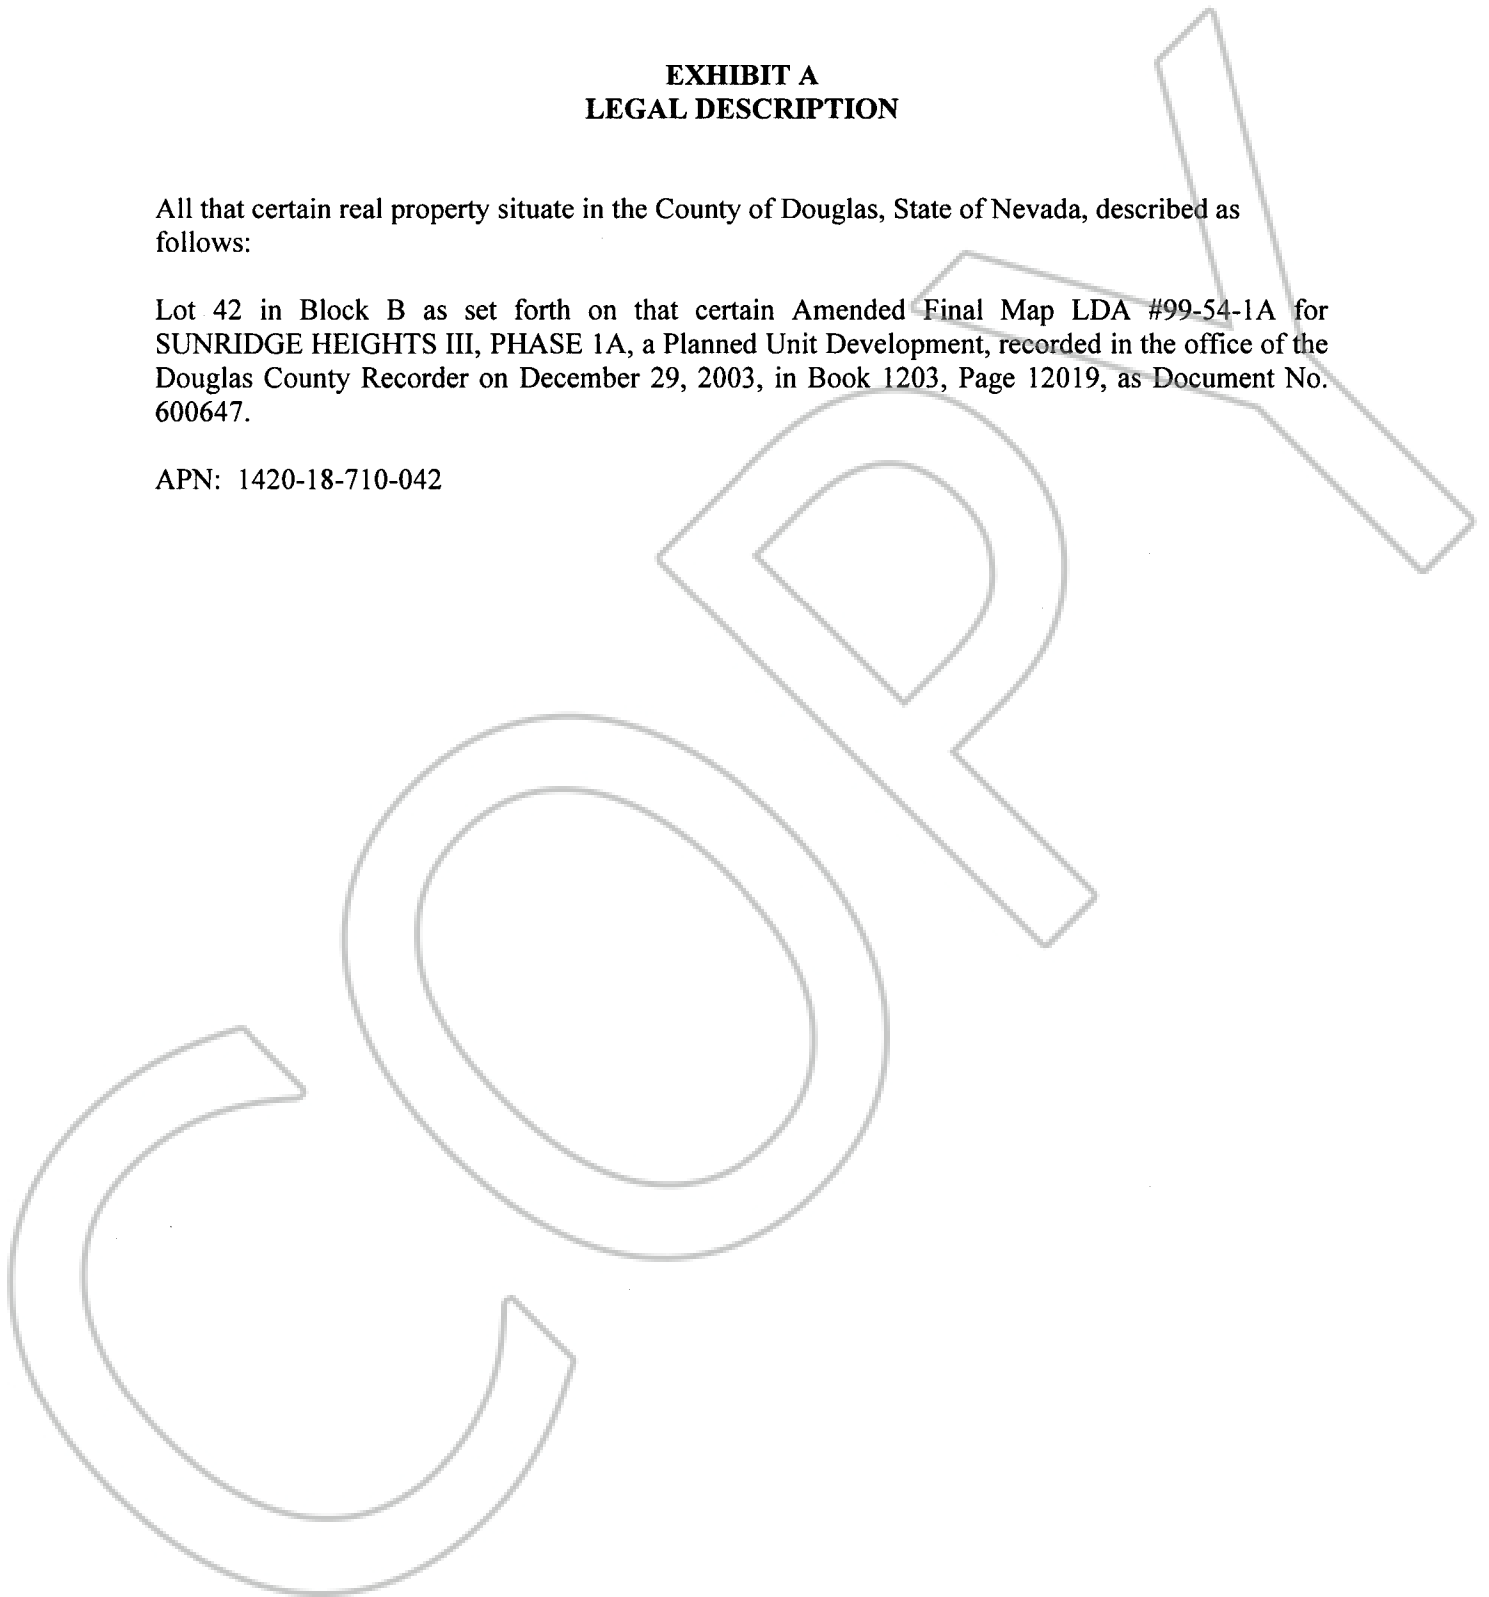 EXHIBIT A
LEGAL DESCRIPTION
All that certain real property situate in the County of Douglas, State of Nevada, described as
follows:
Lot 42 in Block B as set forth on that certain Amended Final Map LDA #99-54-1A for
SUNRIDGE HEIGHTS III, PHASE 1A, a Planned Unit Development, recorded in the office of the
Douglas County Recorder on December 29, 2003, in Book 1203, Page 12019, as Document No.
600647.
APN: 1420-18-710-042
COPY